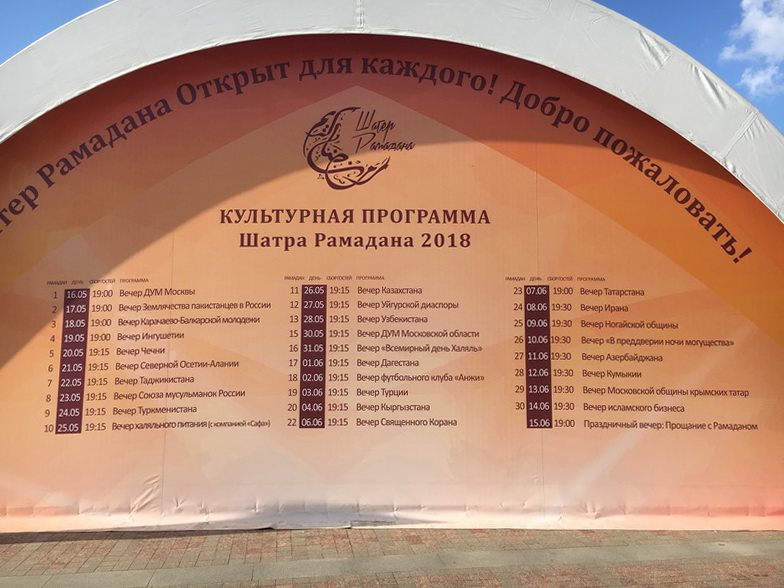 тер Рамадана Открыт для каждого! Добро пожаловать!
Шатер
Рамадана
КУЛЬТУРНАЯ ПРОГРАММА
Шатра Рамадана 2018
РАМАДАН ДЕНЬ СБОР ГОСТЕЙ ПРОГРАММА
1 16.05 19:00 Вечер ДУМ Москвы
2 17.05 19:00 Вечер Землячества пакистанцев в России
3 18.05 19:00 Вечер Карачаево-Балкарской молодежи
4 19.05 19:00 Вечер Ингушетии
5 20.05 19:15 Вечер Чечни
6 21.05 19:15 Вечер Северной Осетии-Алании
7 22.05 19:15 Вечер Таджикистана
8 23.05 19:15 Вечер Союза мусульманок России
9 24.05 19:15 Вечер Туркменистана
10 25.05 19:15 Вечер халяльного питания (с компанией «Сафа»)
РАМАДАН ДЕНЬ СБОР ГОСТЕЙ ПРОГРАММА
11 26.05 19:15 Вечер Казахстана
12 27.05 19:15 Вечер Уйгурской диаспоры
13 28.05 19:15 Вечер Узбекистана
15 30.05 19:15 Вечер ДУМ Московской области
16 31.05 19:15 Вечер «Всемирный день Халяль»
17 01.06 19:15 Вечер Дагестана
18 02.06 19:15 Вечер футбольного клуба «Анжи»
19 03.06 19:15 Вечер Турции
20 04.06 19:15 Вечер Кыргызстана
22 06.06 19:15 Вечер Священного Корана
РАМАДАН ДЕНЬ СБОР ГОСТЕЙ ПРОГРАММА
23 07.06 19:00 Вечер Татарстана
24 08.06 19:30 Вечер Ирана
25 09.06 19:30 Вечер Ногайской общины
26 10.06 19:30 Вечер «В преддверии ночи могущества»
27 11.06 19:30 Вечер Азербайджана
28 12.06 19:30 Вечер Кумыкии
29 13.06 19:30 Вечер Московской общины крымских татар
30 14.06 19:30 Вечер исламского бизнеса
15.06 19:00 Праздничный вечер: Прощание с Рамаданом